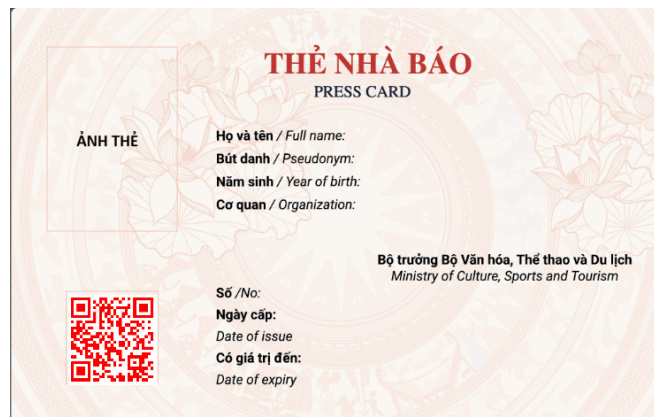 THẺ NHÀ BÁO
PRESS CARD
ẢNH THẺ
Họ và tên / Full name:
Bút danh / Pseudonym:
Năm sinh / Year of birth:
Cơ quan / Organization:
Bộ trưởng Bộ Văn hóa, Thể thao và Du lịch
Ministry of Culture, Sports and Tourism
Số /No:
Ngày cấp:
Date of issue
Có giá trị đến:
Date of expiry